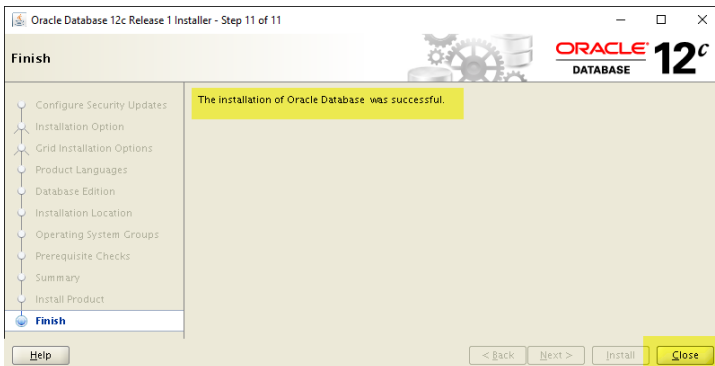 Oracle Database 12c Release 1 Installer - Step 11 of 11
Finish
ORACLE
DATABASE
12c
Configure Security Updates
Installation Option
Grid Installation Options
Product Languages
Database Edition
Installation Location
Operating System Groups
Prerequisite Checks
Summary
Install Product
Finish
The installation of Oracle Database was successful.
Help
< Back Next > Install Close